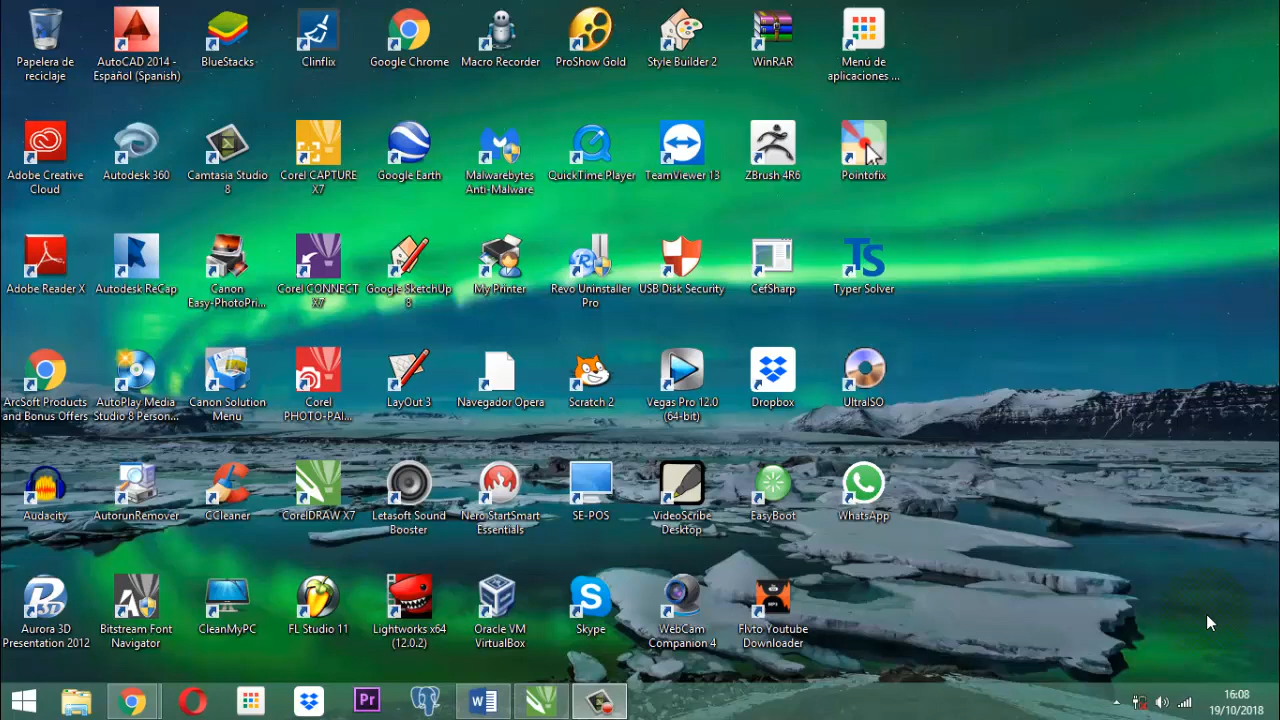 Papelera de
reciclaje
AutoCAD 2014 -
Español (Spanish)
BlueStacks
Clinflix
Google Chrome
Macro Recorder
ProShow Gold
Style Builder 2
WinRAR
Menú de
aplicaciones ...
Adobe Creative
Cloud
Autodesk 360
Camtasia Studio
8
Corel CAPTURE
X7
Google Earth
Malwarebytes
Anti-Malware
QuickTime Player
TeamViewer 13
ZBrush 4R6
Pointofix
Adobe Reader X
Autodesk ReCap
Canon
Easy-PhotoPri...
Corel CONNECT
X7
Google SketchUp
8
My Printer
Revo Uninstaller
Pro
USB Disk Security
CefSharp
TS
Typer Solver
ArcSoft Products
and Bonus Offers
AutoPlay Media
Studio 8 Person...
Canon Solution
Menu
Corel
PHOTO-PAI...
LayOut 3
Navegador Opera
Scratch 2
Vegas Pro 12.0
(64-bit)
Dropbox
UltraISO
Audacity
AutorunRemover
CCleaner
CorelDRAW X7
Letasoft Sound
Booster
Nero StartSmart
Essentials
SE-POS
VideoScribe
Desktop
EasyBoot
WhatsApp
Aurora 3D
Presentation 2012
Bitstream Font
Navigator
CleanMyPC
FL Studio 11
Lightworks x64
(12.0.2)
Oracle VM
VirtualBox
Skype
WebCam
Companion 4
Flvto Youtube
Downloader
Pr
16:08
19/10/2018